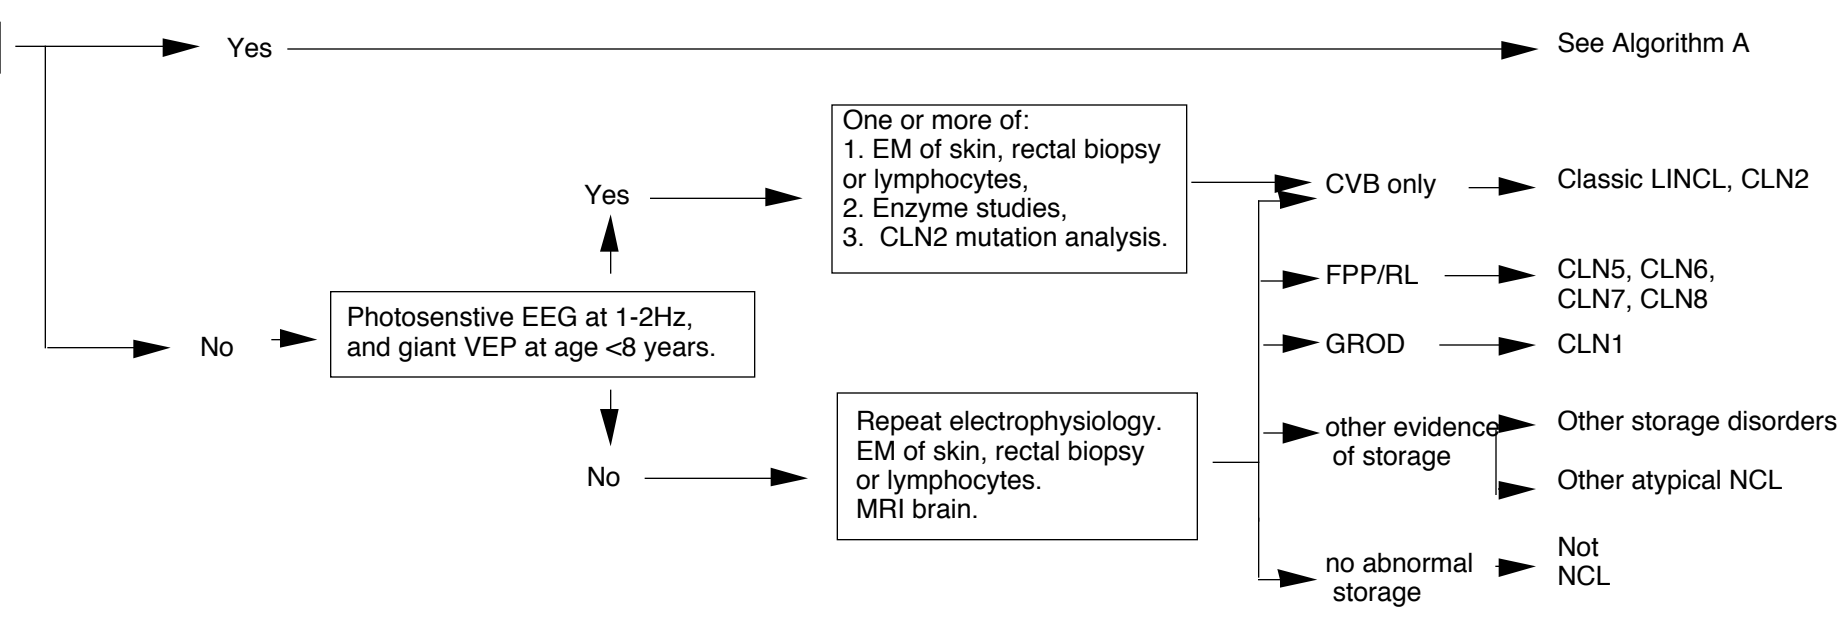 Yes
See Algorithm A
One or more of:
1. EM of skin, rectal biopsy
or lymphocytes,
2. Enzyme studies,
3. CLN2 mutation analysis.
Yes
CVB only
Classic LINCL, CLN2
FPP/RL
CLN5, CLN6,
CLN7, CLN8
Photosenstive EEG at 1-2Hz,
and giant VEP at age <8 years.
No
GROD
CLN1
Repeat electrophysiology.
EM of skin, rectal biopsy
or lymphocytes.
MRI brain.
No
other evidence
of storage
Other storage disorders
Other atypical NCL
no abnormal
storage
Not
NCL